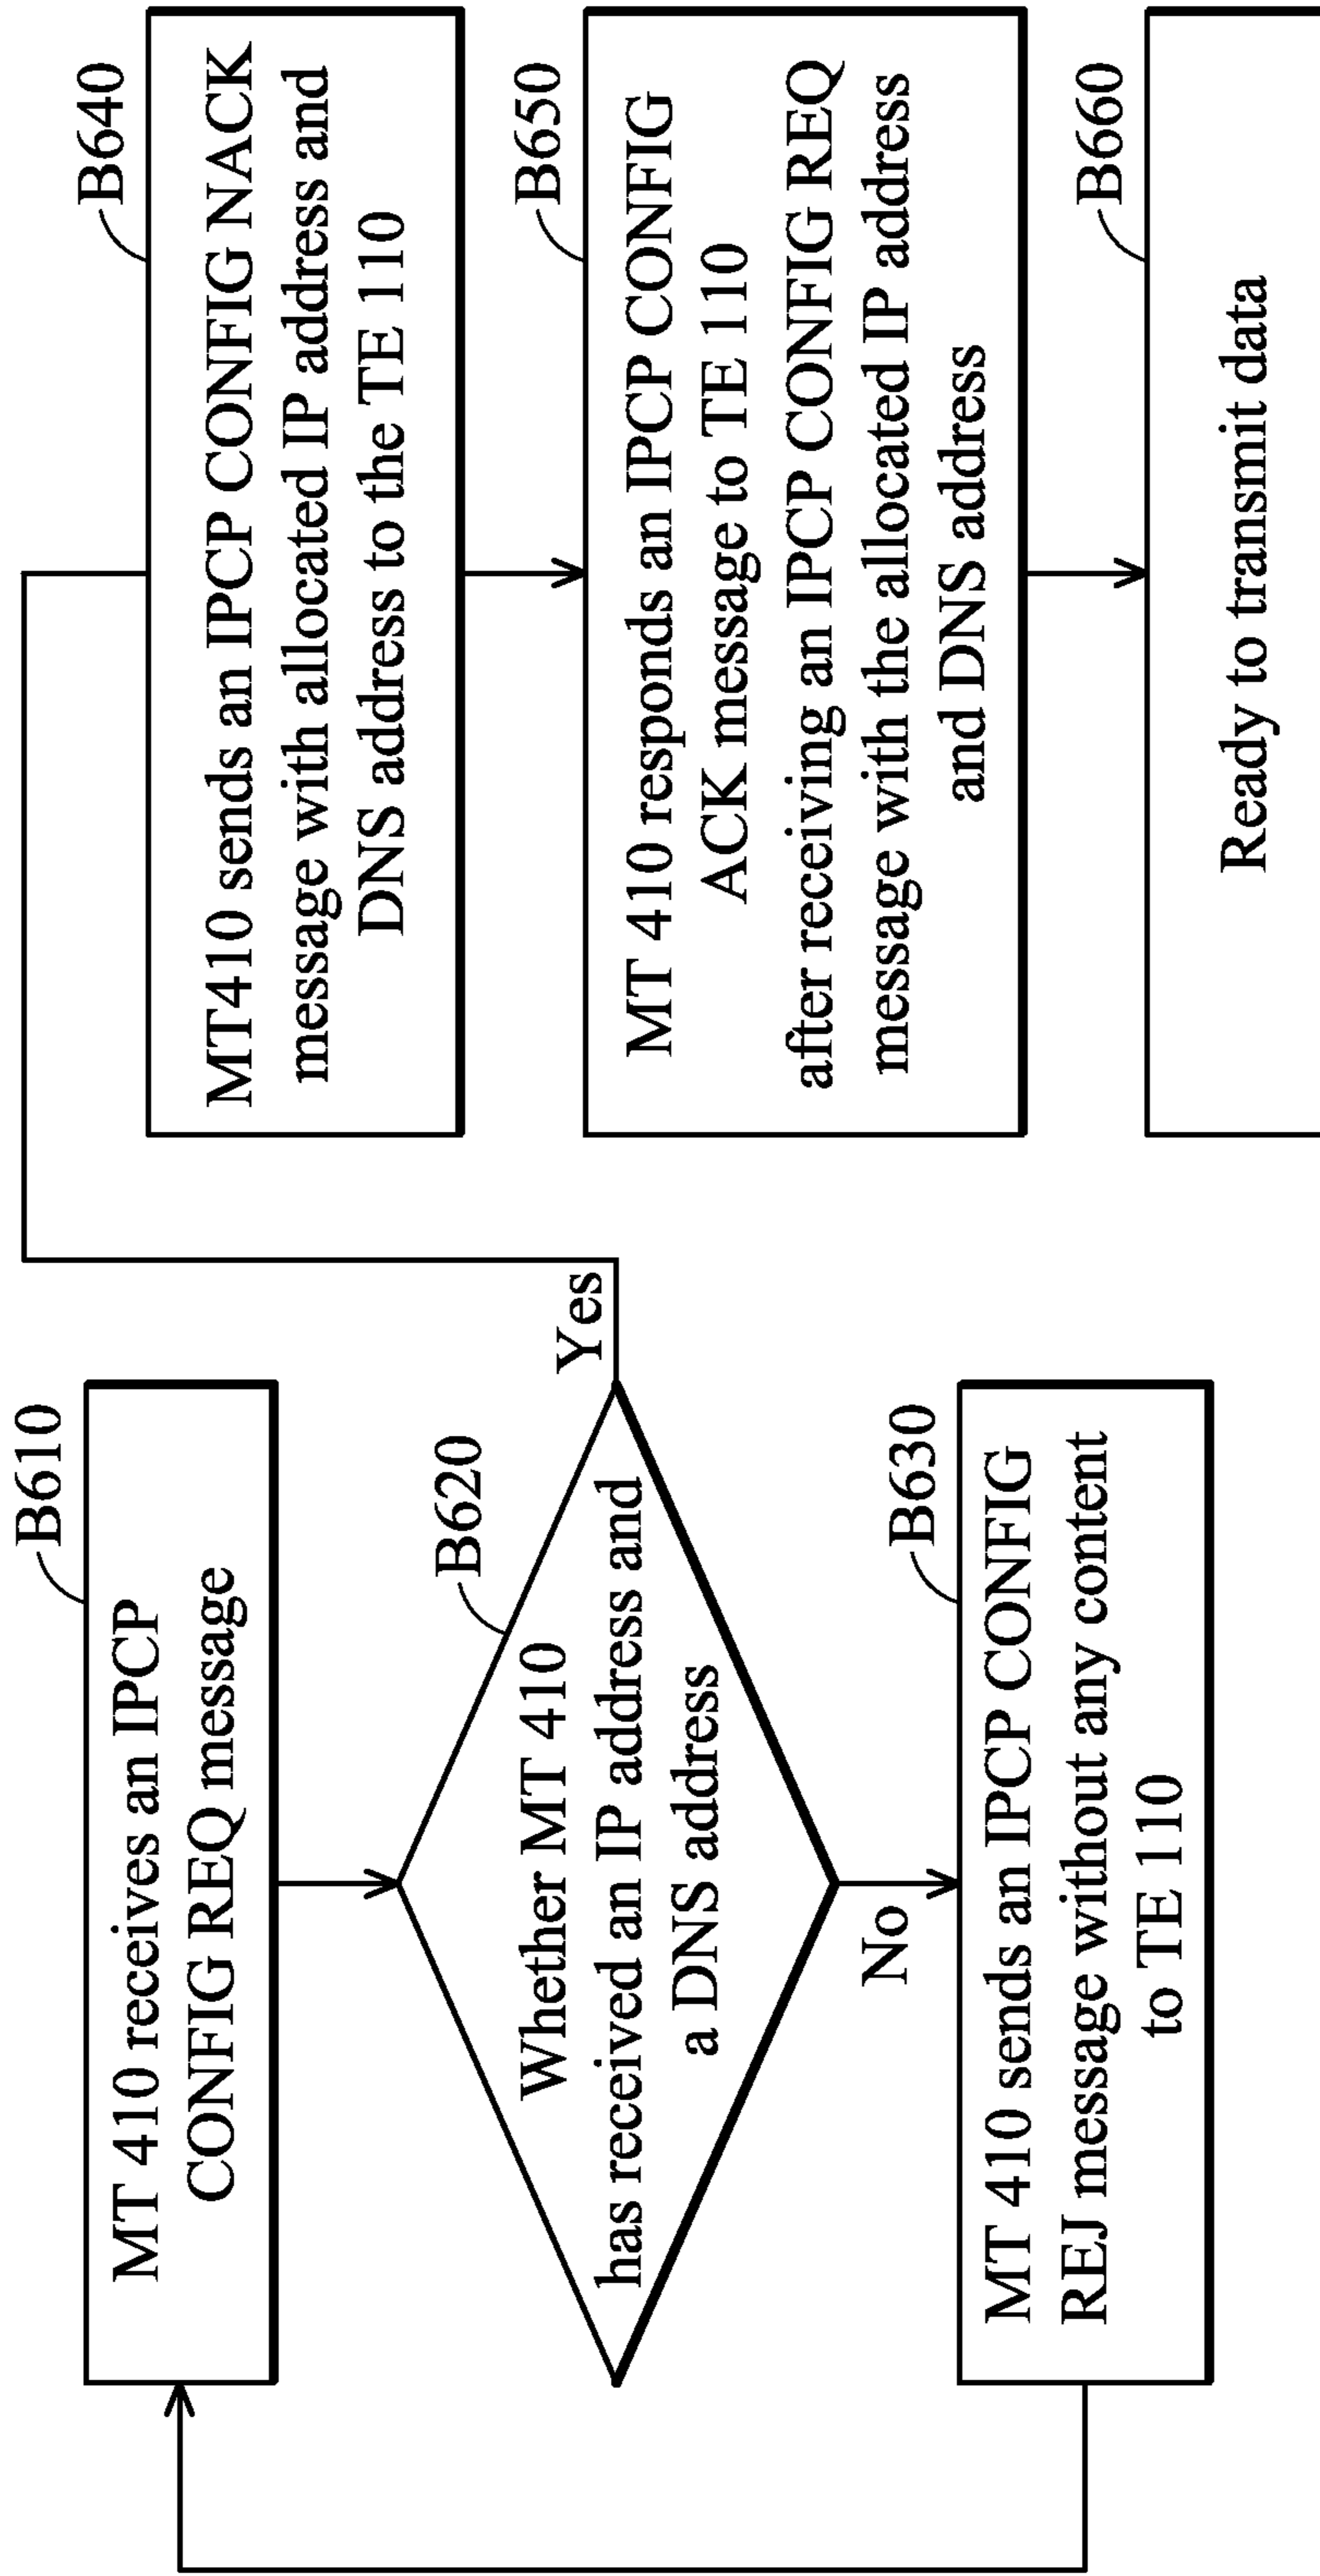 B610
MT 410 receives an IPCP
CONFIG REQ message
B620
Whether MT 410
has received an IP address and
a DNS address
Yes
No
B630
MT 410 sends an IPCP CONFIG
REJ message without any content
to TE 110
B640
MT410 sends an IPCP CONFIG NACK
message with allocated IP address and
DNS address to the TE 110
B650
MT 410 responds an IPCP CONFIG
ACK message to TE 110
after receiving an IPCP CONFIG REQ
message with the allocated IP address
and DNS address
B660
Ready to transmit data